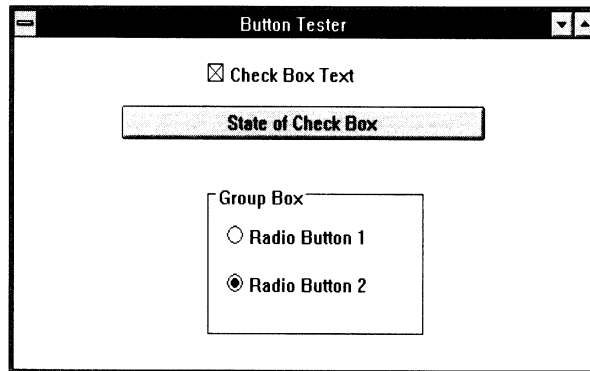 Button Tester
Check Box Text
State of Check Box
Group Box
Radio Button 1
Radio Button 2